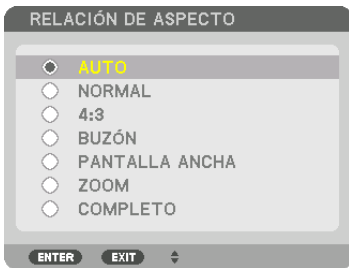 RELACIÓN DE ASPECTO
AUTO
NORMAL
4:3
BUZÓN
PANTALLA ANCHA
ZOOM
COMPLETO
ENTER EXIT